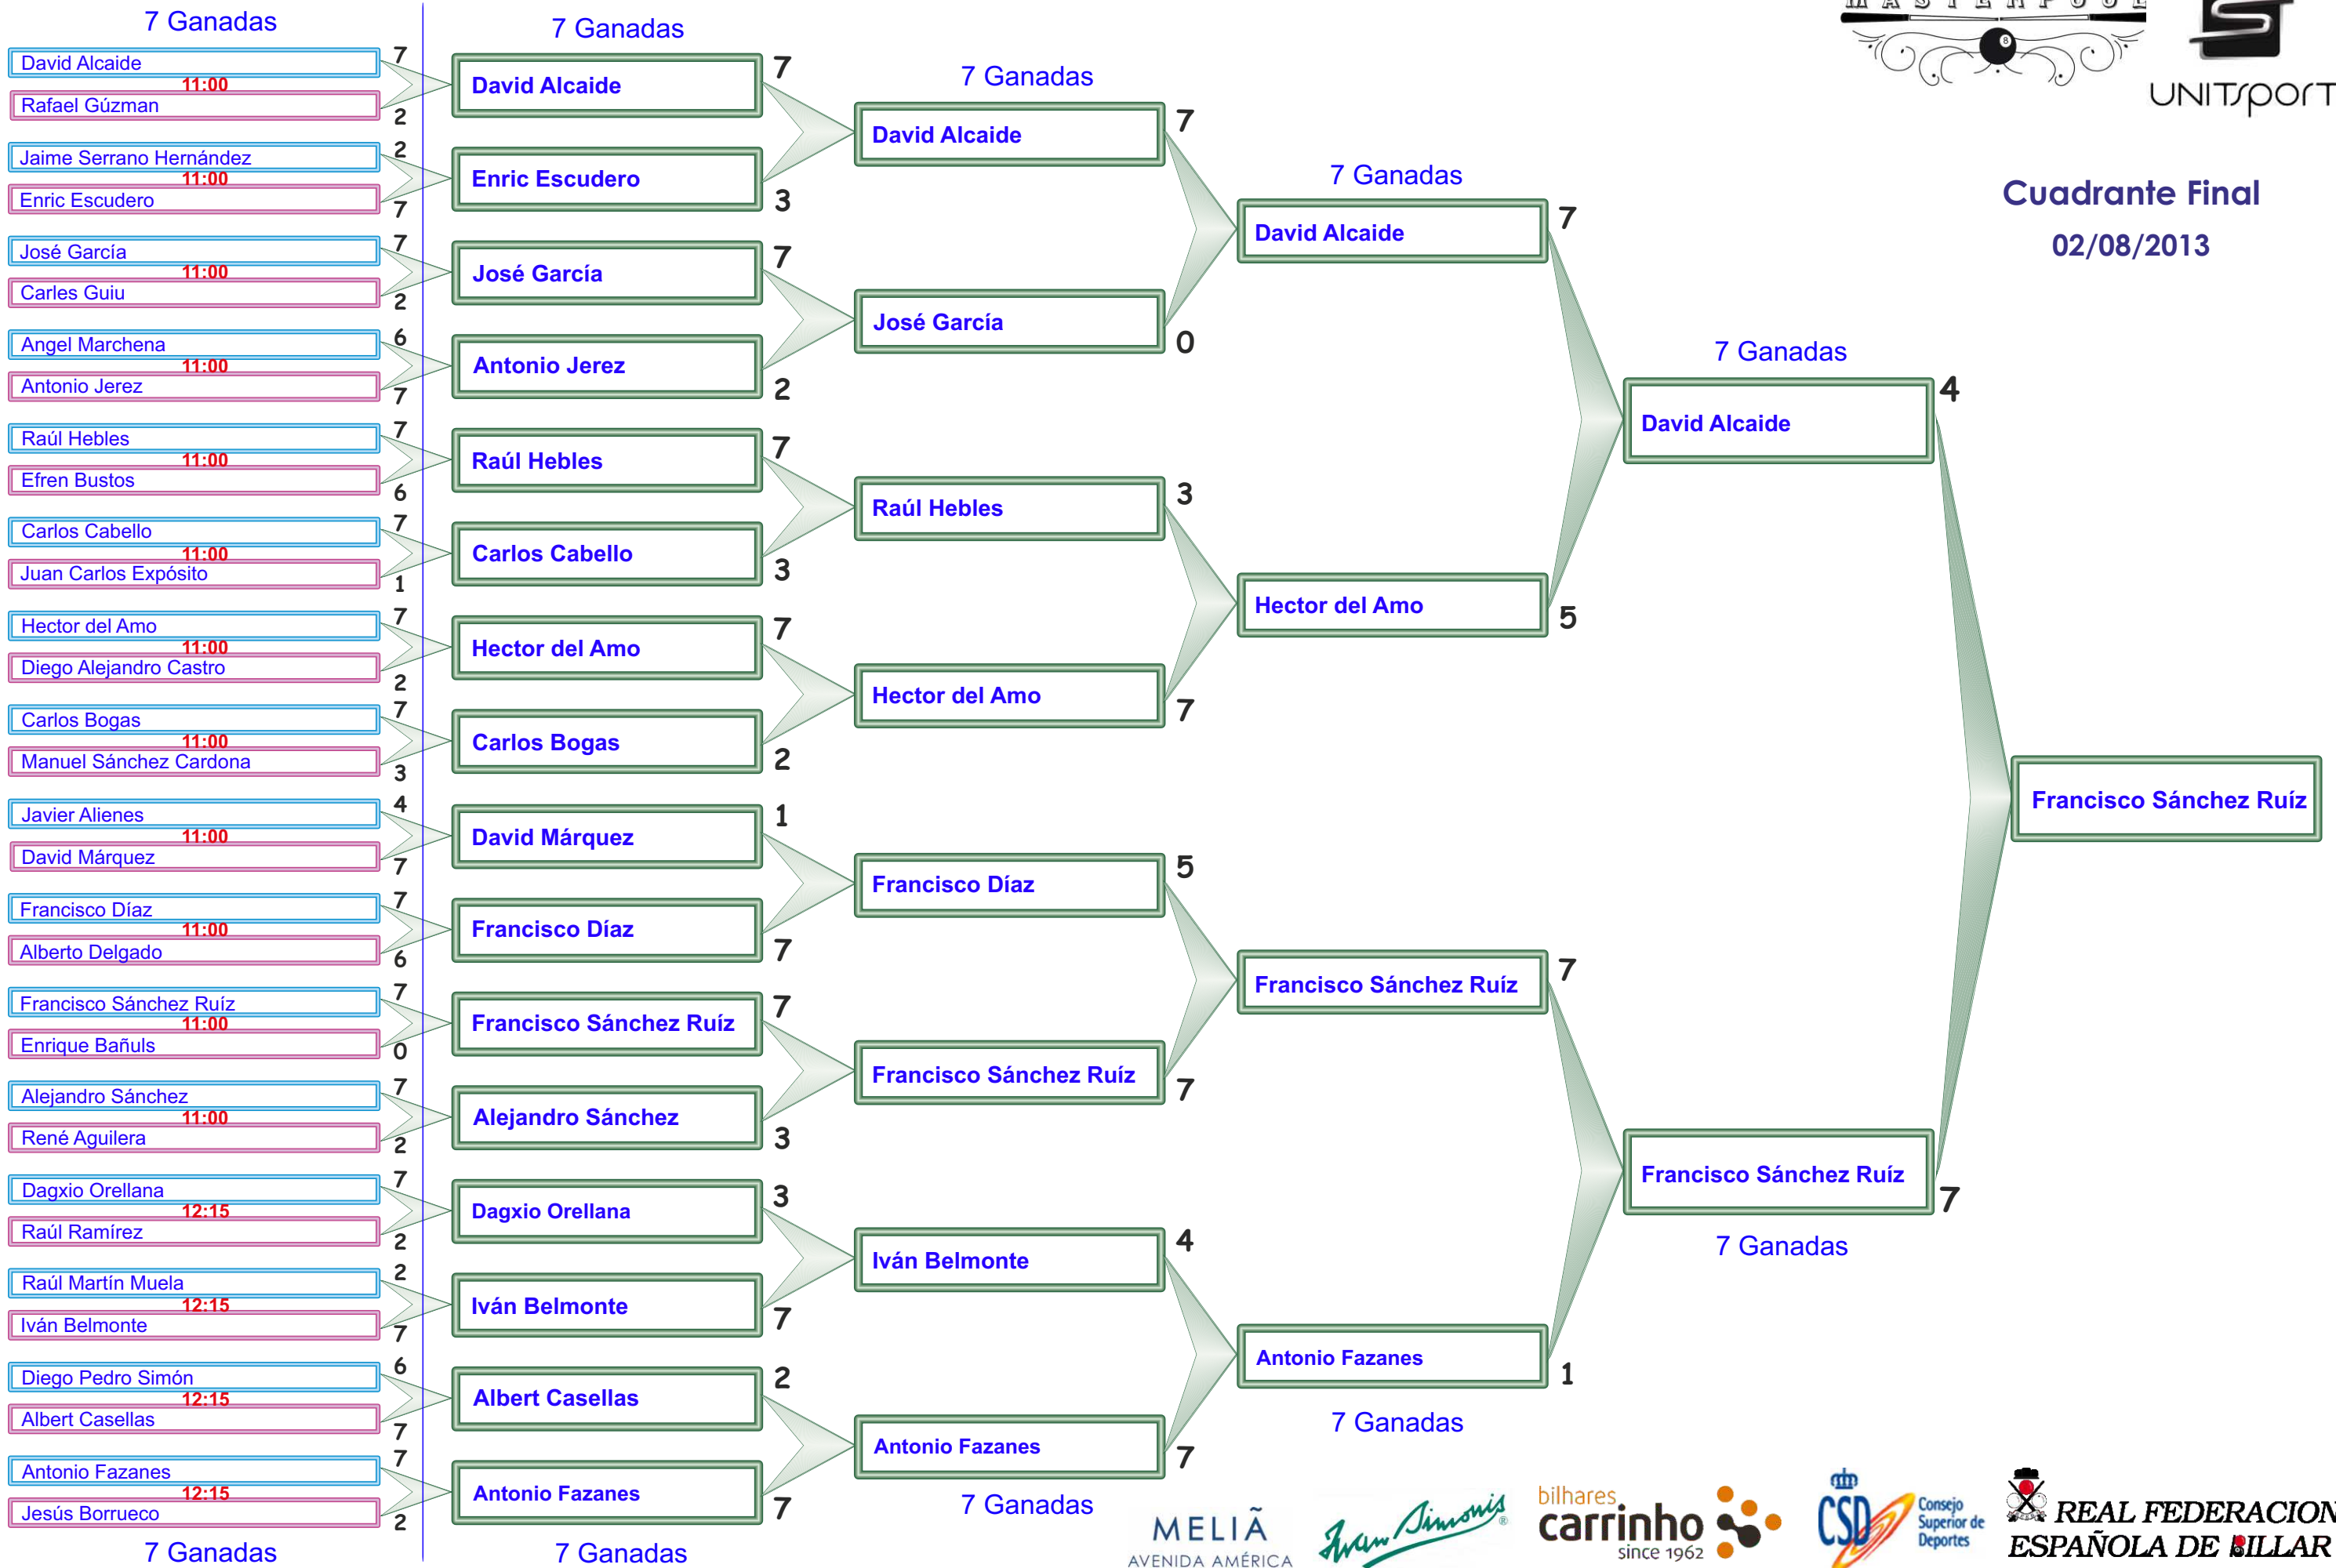 7 Ganadas
David Alcaide 7
11:00
Rafael Gúzman 2
Jaime Serrano Hernández 2
11:00
Enric Escudero 7
José García 7
11:00
Carles Guiu 2
Angel Marchena 6
11:00
Antonio Jerez 7
Raúl Hebles 7
11:00
Efren Bustos 6
Carlos Cabello 7
11:00
Juan Carlos Expósito 1
Hector del Amo 7
11:00
Diego Alejandro Castro 2
Carlos Bogas 7
11:00
Manuel Sánchez Cardona 3
Javier Alienes 4
11:00
David Márquez 7
Francisco Díaz 7
11:00
Alberto Delgado 6
Francisco Sánchez Ruíz 7
11:00
Enrique Bañuls 0
Alejandro Sánchez 7
11:00
René Aguilera 2
Dagxio Orellana 7
12:15
Raúl Ramírez 2
Raúl Martín Muela 2
12:15
Iván Belmonte 7
Diego Pedro Simón 6
12:15
Albert Casellas 7
Antonio Fazanes 7
12:15
Jesús Borrueco 2
7 Ganadas
7 Ganadas
David Alcaide 7
Enric Escudero 3
José García 7
Antonio Jerez 2
Raúl Hebles 7
Carlos Cabello 3
Hector del Amo 7
Carlos Bogas 2
David Márquez 1
Francisco Díaz 7
Francisco Sánchez Ruíz 7
Alejandro Sánchez 3
Dagxio Orellana 3
Iván Belmonte 7
Albert Casellas 2
Antonio Fazanes 7
7 Ganadas
7 Ganadas
David Alcaide 7
José García 0
Raúl Hebles 3
Hector del Amo 7
Francisco Díaz 5
Francisco Sánchez Ruíz 7
Iván Belmonte 4
Antonio Fazanes 7
7 Ganadas
7 Ganadas
David Alcaide 7
Hector del Amo 5
Francisco Sánchez Ruíz 7
Antonio Fazanes 1
7 Ganadas
7 Ganadas
David Alcaide 4
Francisco Sánchez Ruíz 7
7 Ganadas
Francisco Sánchez Ruíz
MASTERPOOL
8
UNITSPORT
Cuadrante Final
02/08/2013
MELIÃ
AVENIDA AMÉRICA
Iwan Simonis ®
bilhares
carrinho
since 1962
CSD
Consejo
Superior de
Deportes
REAL FEDERACION
ESPAÑOLA DE BILLAR